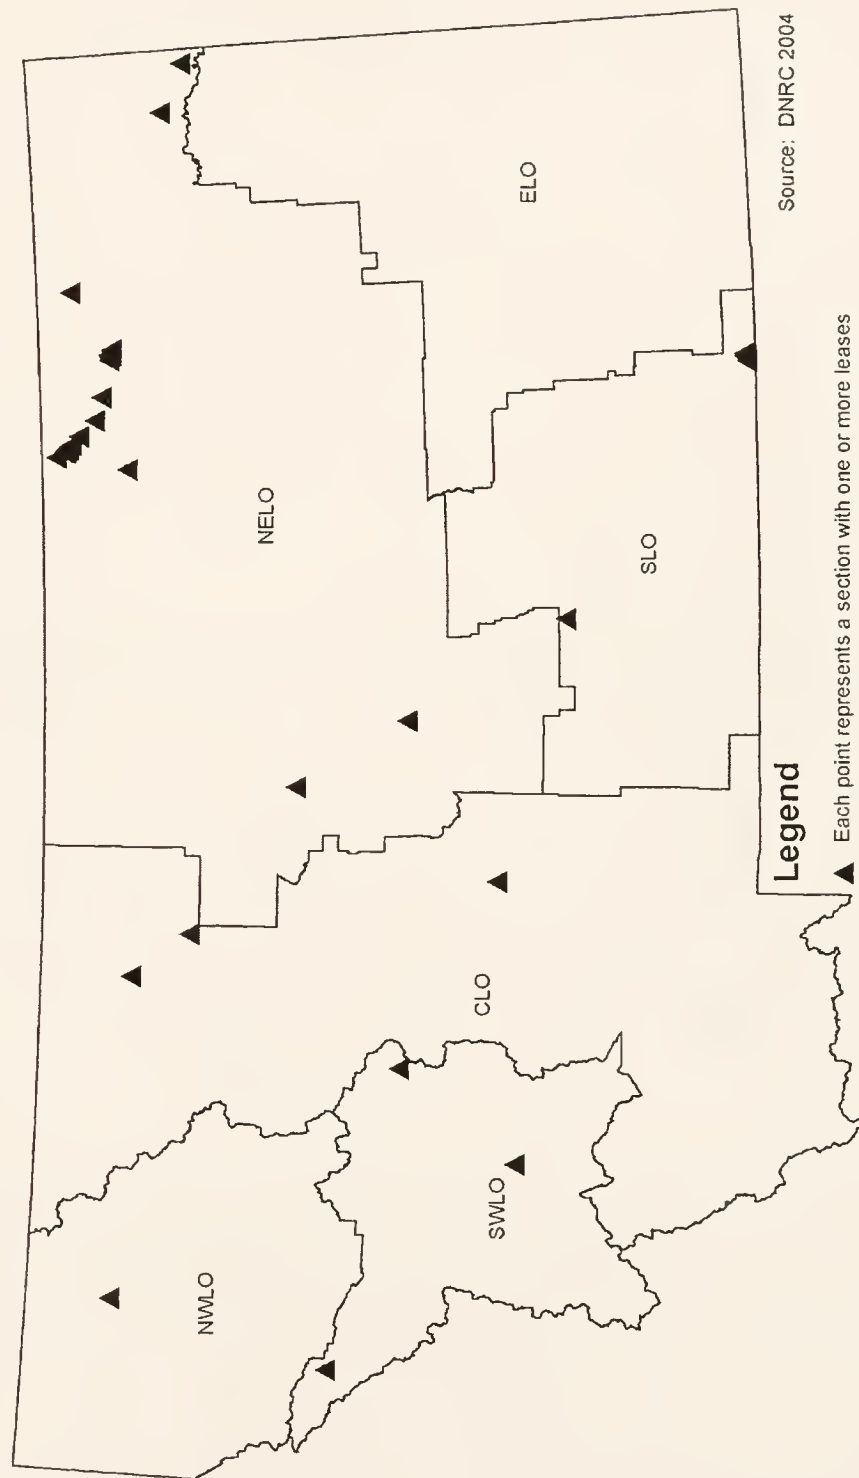 NWLO
SWLO
CLO
NELO
SLO
ELO
Legend
Each point represents a section with one or more leases
Source: DNRC 2004